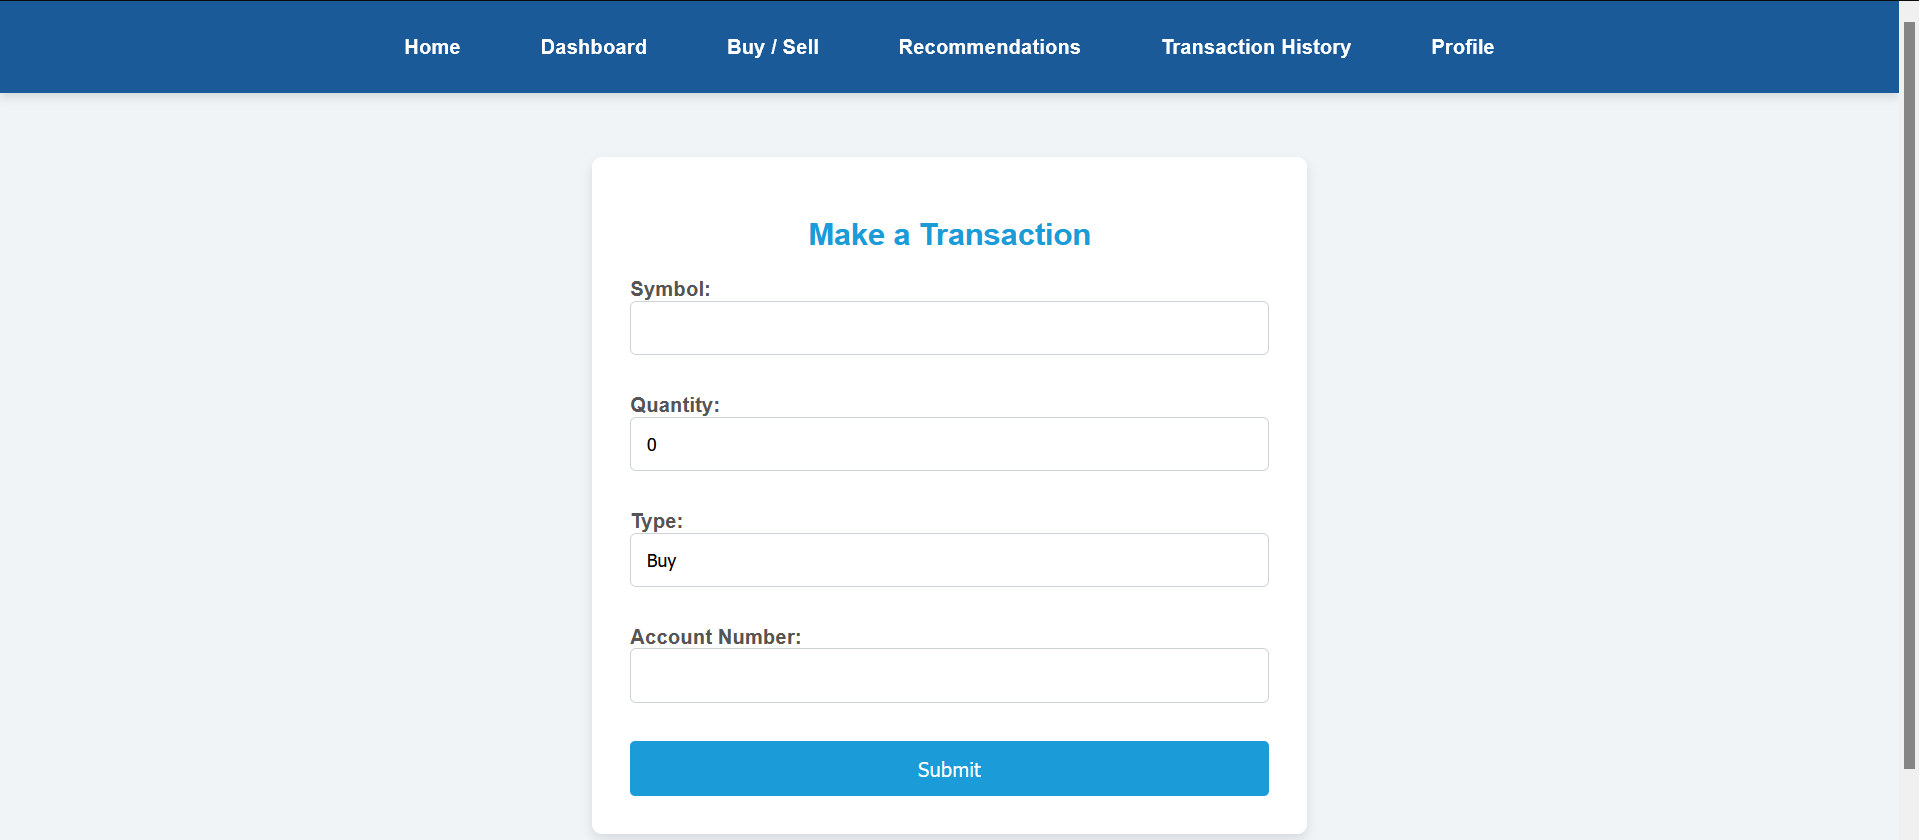 Home Dashboard Buy / Sell Recommendations Transaction History Profile
Make a Transaction
Symbol:
Quantity:
0
Type:
Buy
Account Number:
Submit